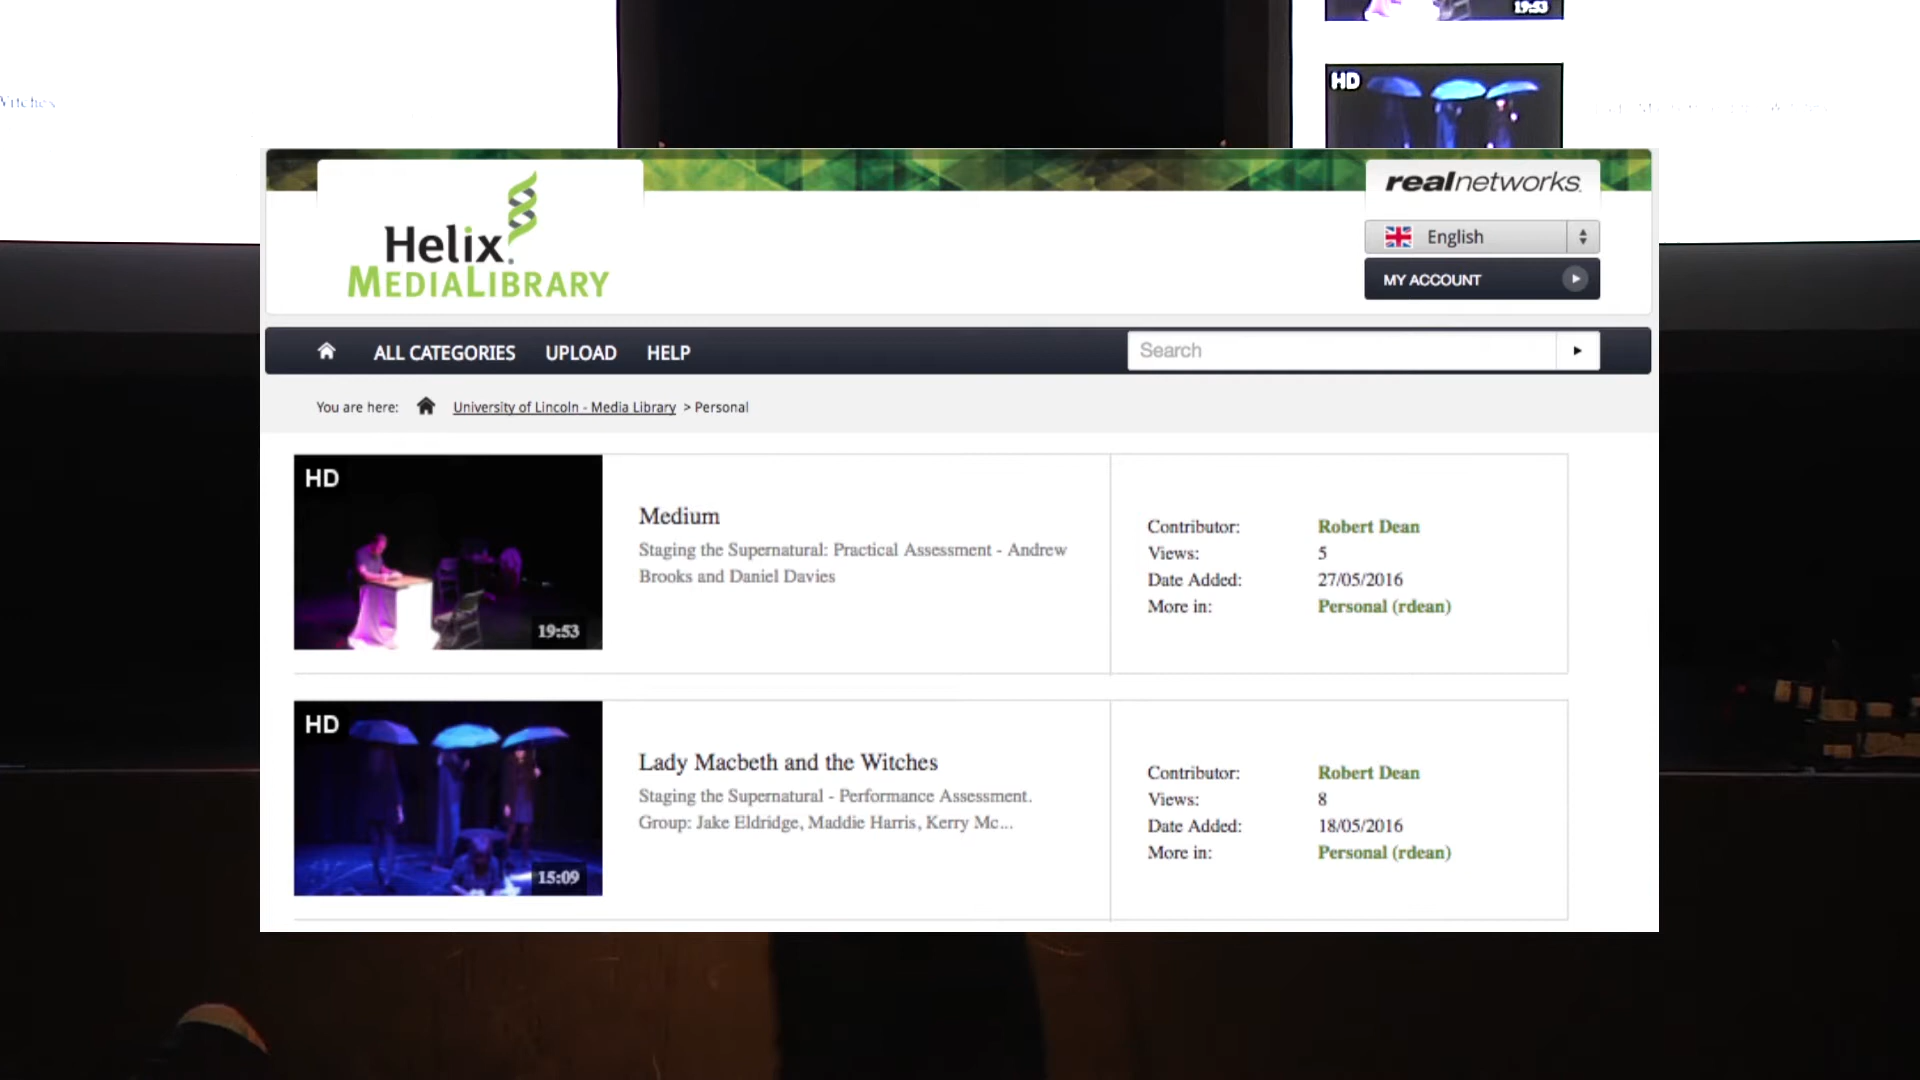 19:53
HD
Witches
realnetworks.
Helix.
MEDIALIBRARY
English
MY ACCOUNT
ALL CATEGORIES UPLOAD HELP
Search
You are here: University of Lincoln - Media Library > Personal
HD
19:53
Medium
Staging the Supernatural: Practical Assessment - Andrew
Brooks and Daniel Davies
Contributor: Robert Dean
Views: 5
Date Added: 27/05/2016
More in: Personal (rdean)
HD
15:09
Lady Macbeth and the Witches
Staging the Supernatural - Performance Assessment.
Group: Jake Eldridge, Maddie Harris, Kerry Mc...
Contributor: Robert Dean
Views: 8
Date Added: 18/05/2016
More in: Personal (rdean)